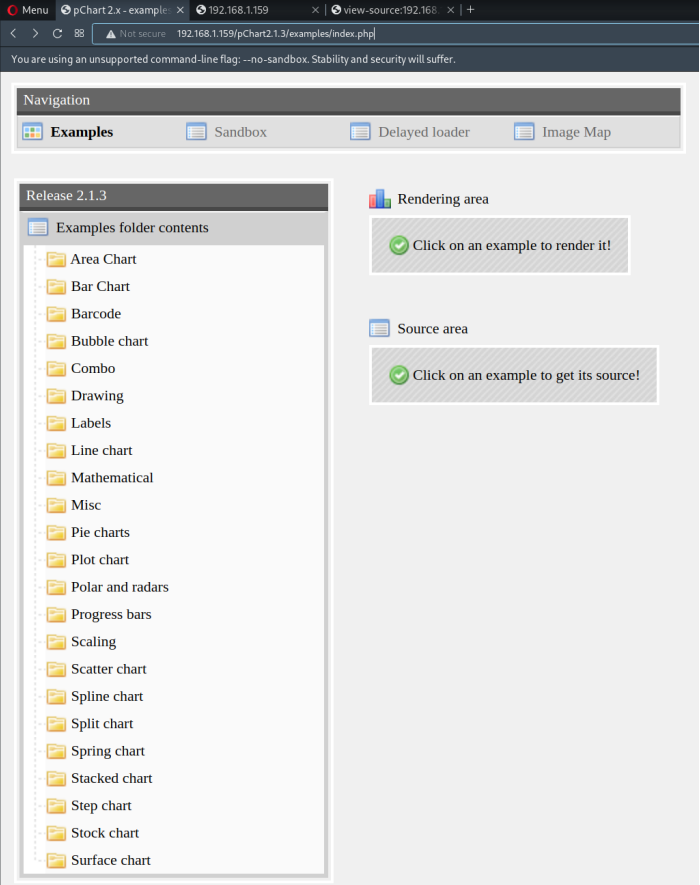 Menu pChart 2.x - example: 192.168.1.159 view-source:192.168.
Not secure 192.168.1.159/pChart2.1.3/examples/index.php
You are using an unsupported command-line flag: --no-sandbox. Stability and security will suffer.
Navigation
Examples Sandbox Delayed loader Image Map
Release 2.1.3
Examples folder contents
Area Chart
Bar Chart
Barcode
Bubble chart
Combo
Drawing
Labels
Line chart
Mathematical
Misc
Pie charts
Plot chart
Polar and radars
Progress bars
Scaling
Scatter chart
Spline chart
Split chart
Spring chart
Stacked chart
Step chart
Stock chart
Surface chart
Rendering area
Click on an example to render it!
Source area
Click on an example to get its source!